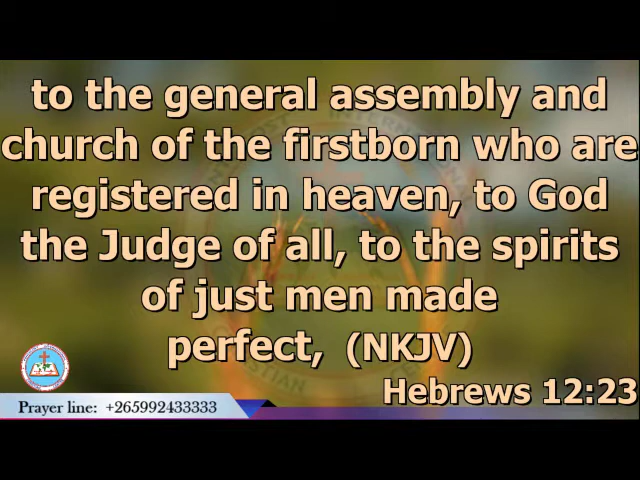 to the general assembly and
church of the firstborn who are
registered in heaven, to God
the Judge of all, to the spirits
of just men made
perfect, (NKJV)
Hebrews 12:23
Prayer line: +265992433333